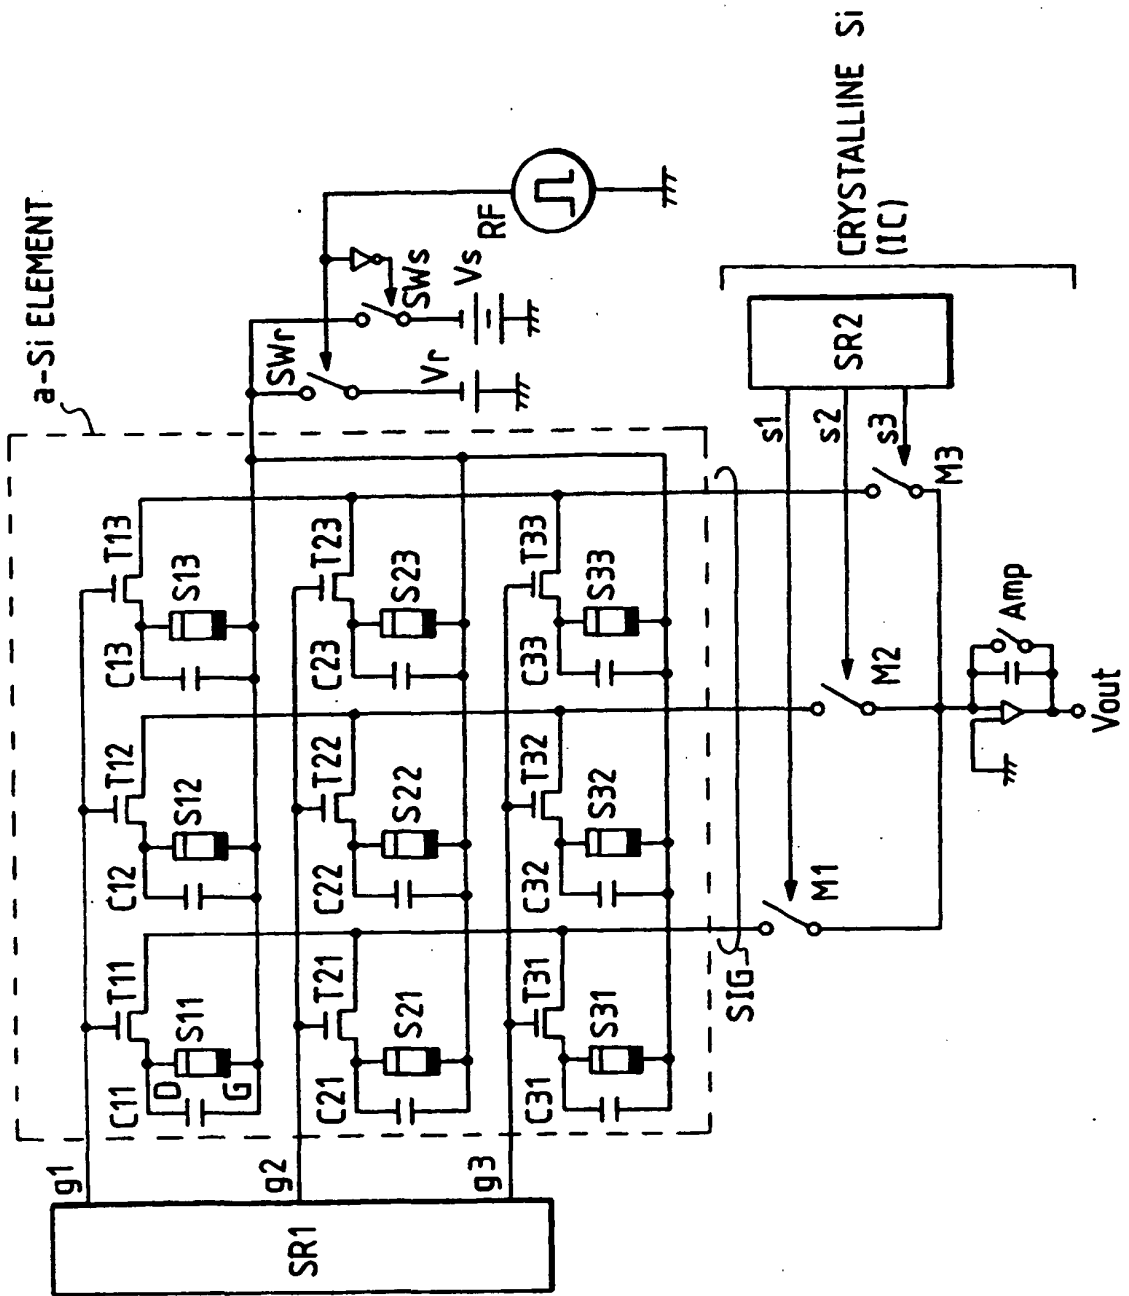 a-Si ELEMENT
g1
C11
T11
D
S11
G
C12
T12
S12
C13
T13
S13
g2
C21
T21
S21
C22
T22
S22
C23
T23
S23
g3
C31
T31
S31
C32
T32
S32
C33
T33
S33
SR1
SWr
Vr
SWs
Vs
RF
SIG
s1
s2
s3
SR2
CRYSTALLINE Si
(IC)
M1
M2
M3
Amp
Vout